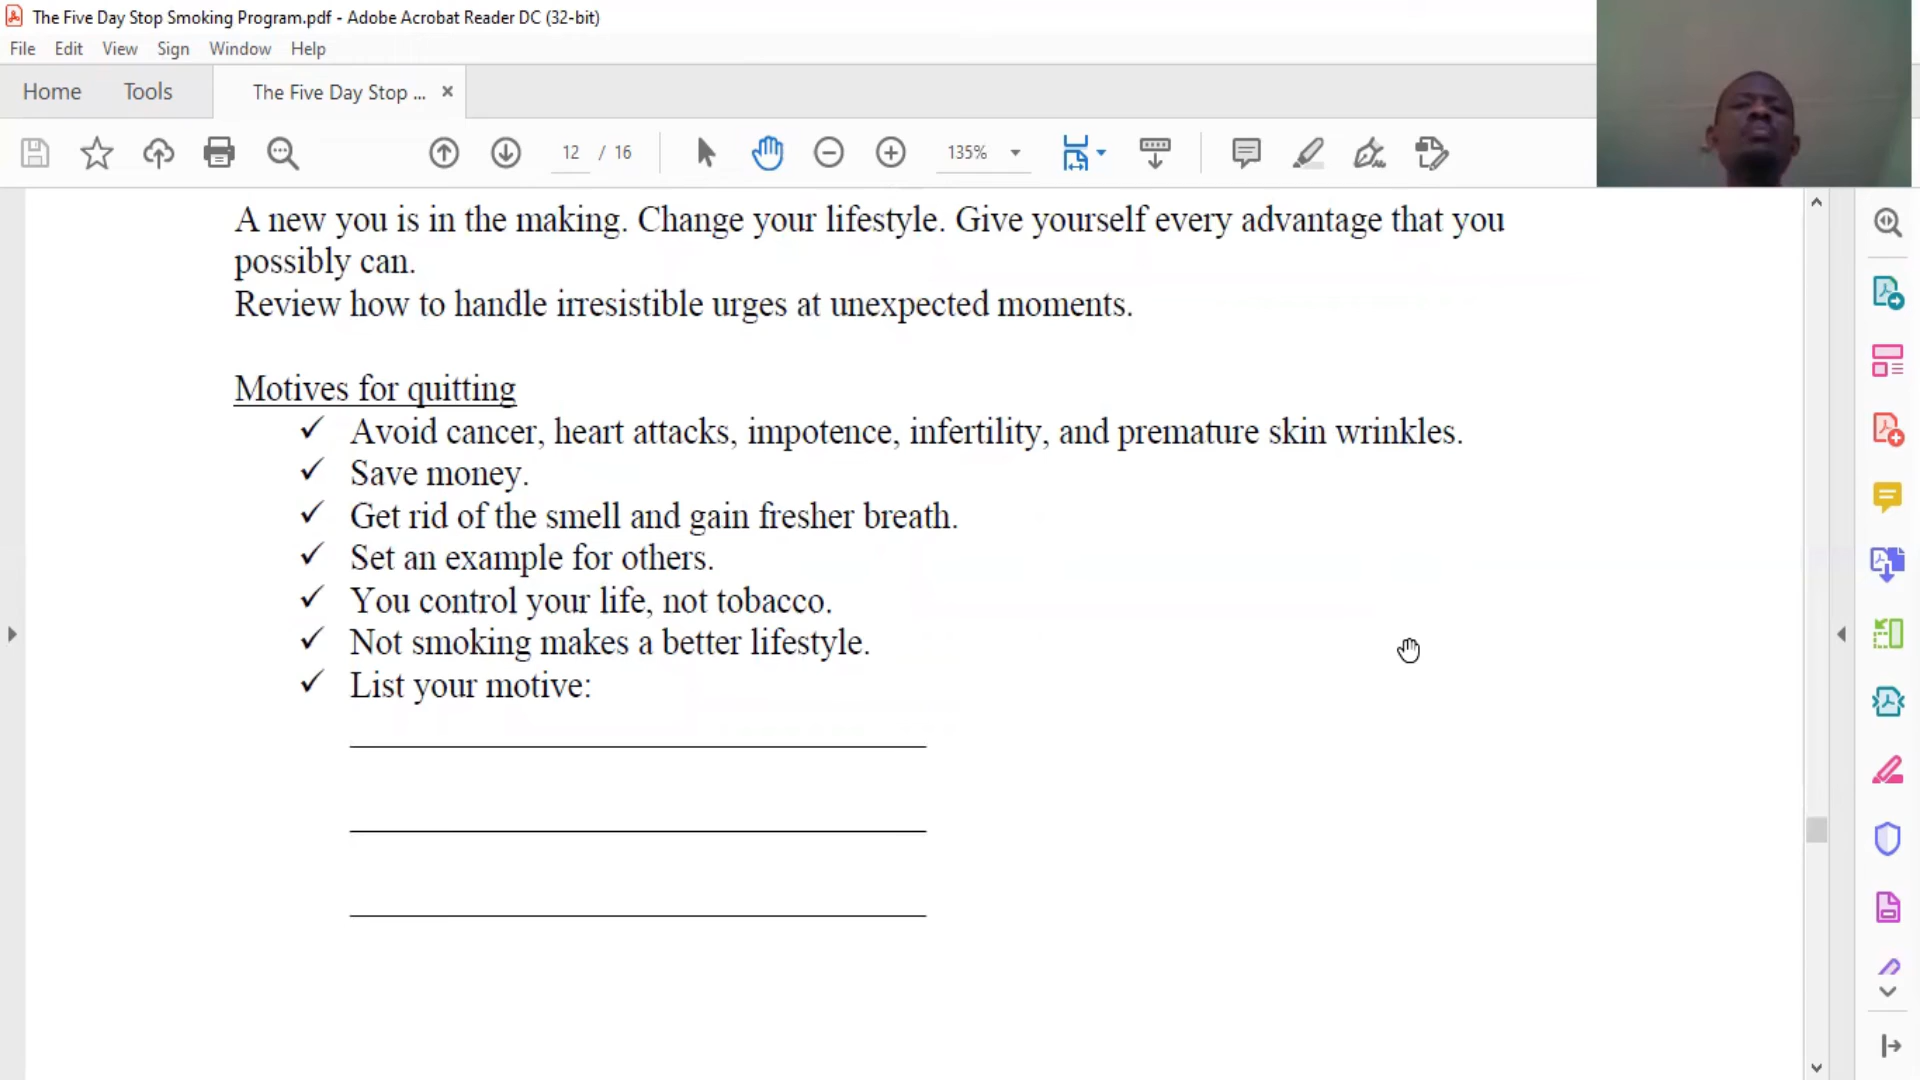 The Five Day Stop Smoking Program.pdf - Adobe Acrobat Reader DC (32-bit)
File Edit View Sign Window Help
Home Tools The Five Day Stop ... ×
12 / 16 135%
A new you is in the making. Change your lifestyle. Give yourself every advantage that you
possibly can.
Review how to handle irresistible urges at unexpected moments.
Motives for quitting
✓ Avoid cancer, heart attacks, impotence, infertility, and premature skin wrinkles.
✓ Save money.
✓ Get rid of the smell and gain fresher breath.
✓ Set an example for others.
✓ You control your life, not tobacco.
✓ Not smoking makes a better lifestyle.
✓ List your motive: